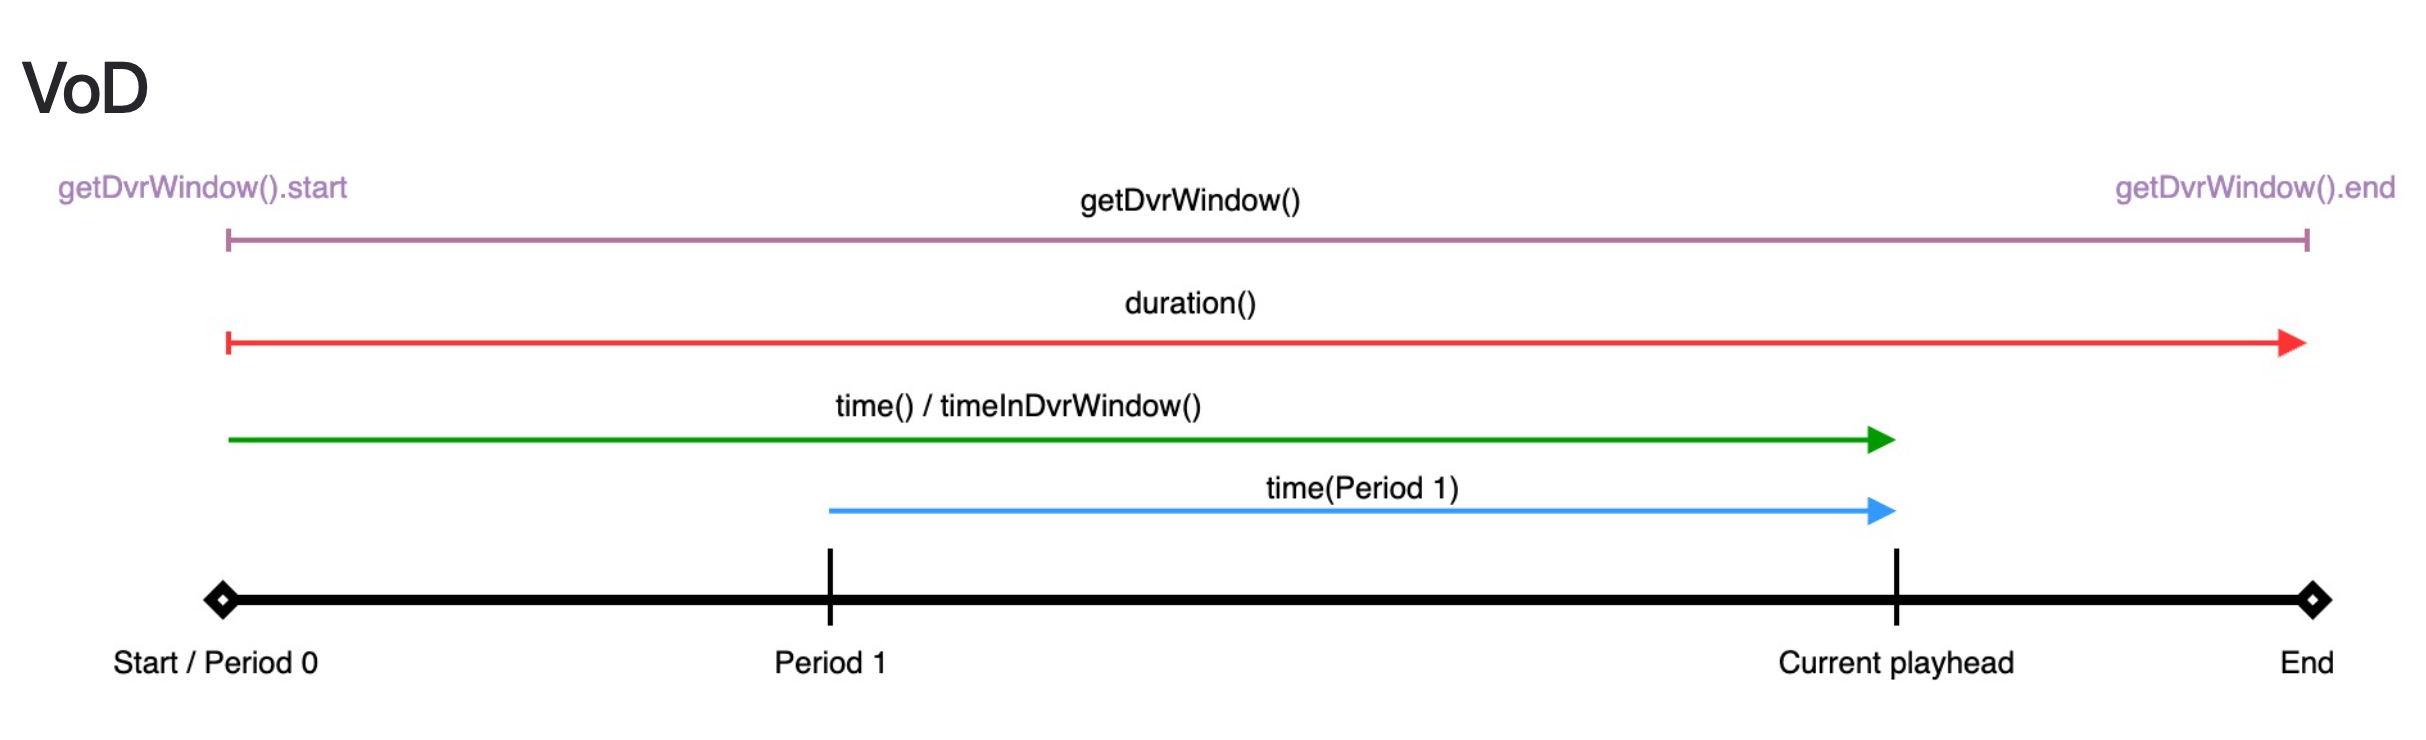 VoD
getDvrWindow().start
getDvrWindow()
getDvrWindow().end
duration()
time() / timeInDvrWindow()
time(Period 1)
Start / Period 0
Period 1
Current playhead
End